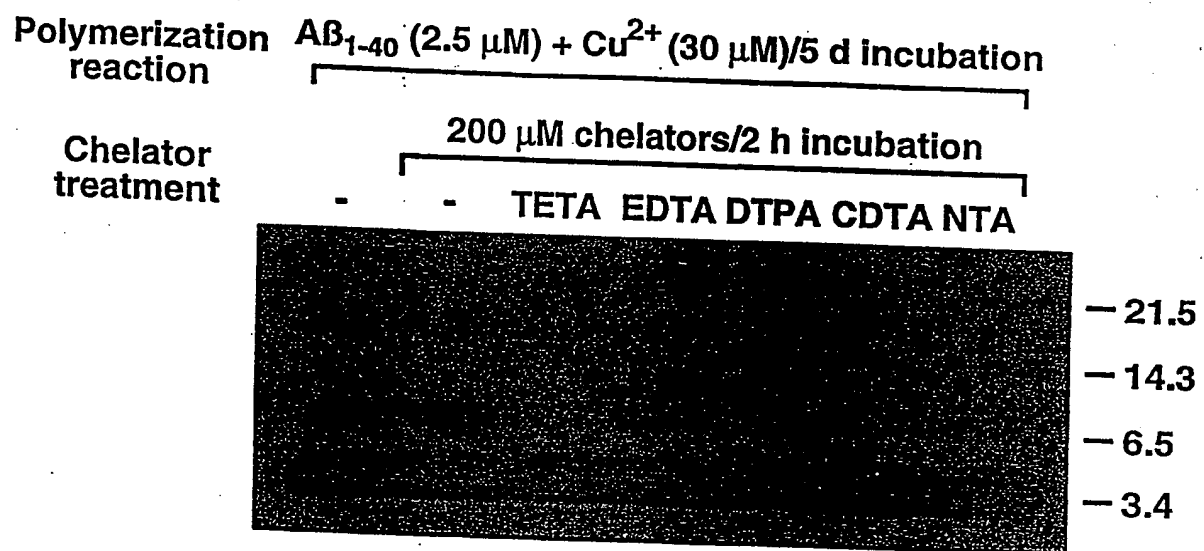 Polymerization reaction
Aß1-40 (2.5 µM) + Cu2+ (30 µM)/5 d incubation
Chelator treatment
200 µM chelators/2 h incubation
- - TETA EDTA DTPA CDTA NTA
21.5
14.3
6.5
3.4